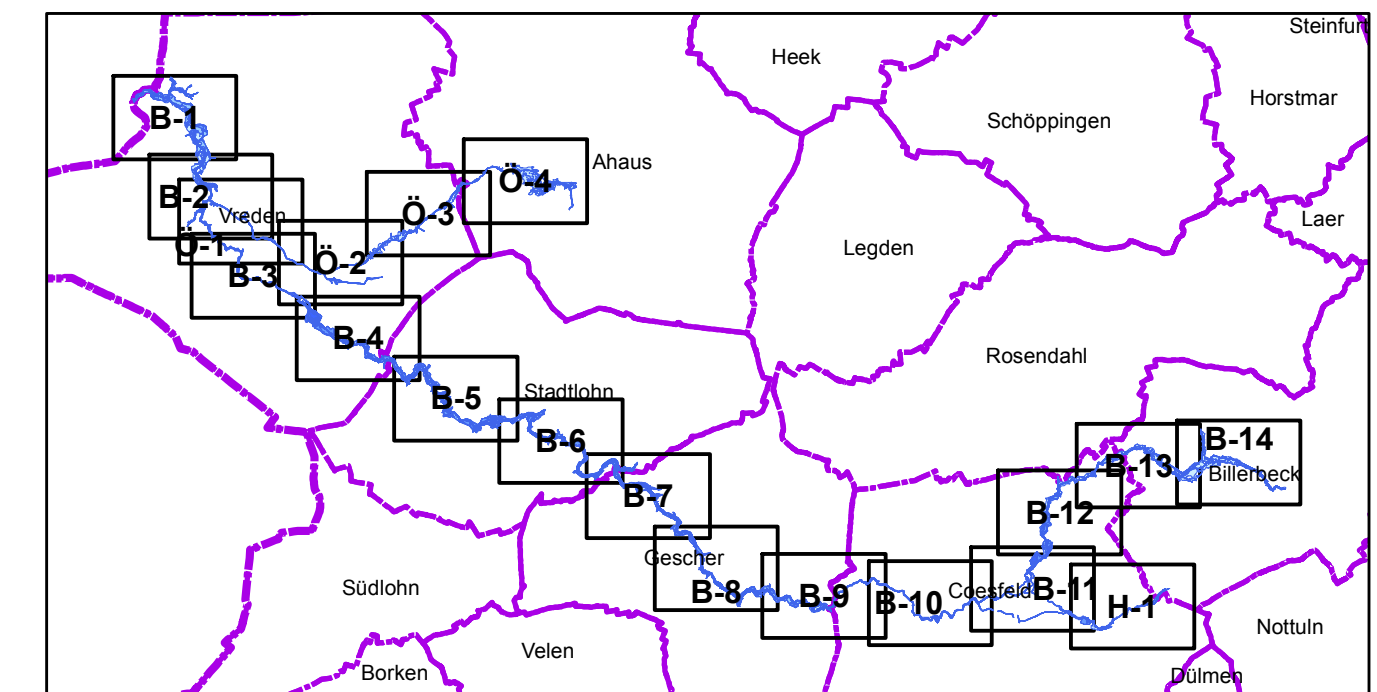 Steinfurt
Heek
Horstmar
B-1
Schöppingen
Ahaus
Ö-4
B-2
Vreden
Ö-3
Laer
Ö-1
Legden
Ö-2
B-3
B-4
Rosendahl
Stadtlohn
B-5
B-6
B-14
B-13
Billerbeck
B-7
B-12
Gescher
Südlohn
B-8
B-9
B-10
Coesfeld
B-11
H-1
Nottuln
Velen
Borken
Dülmen